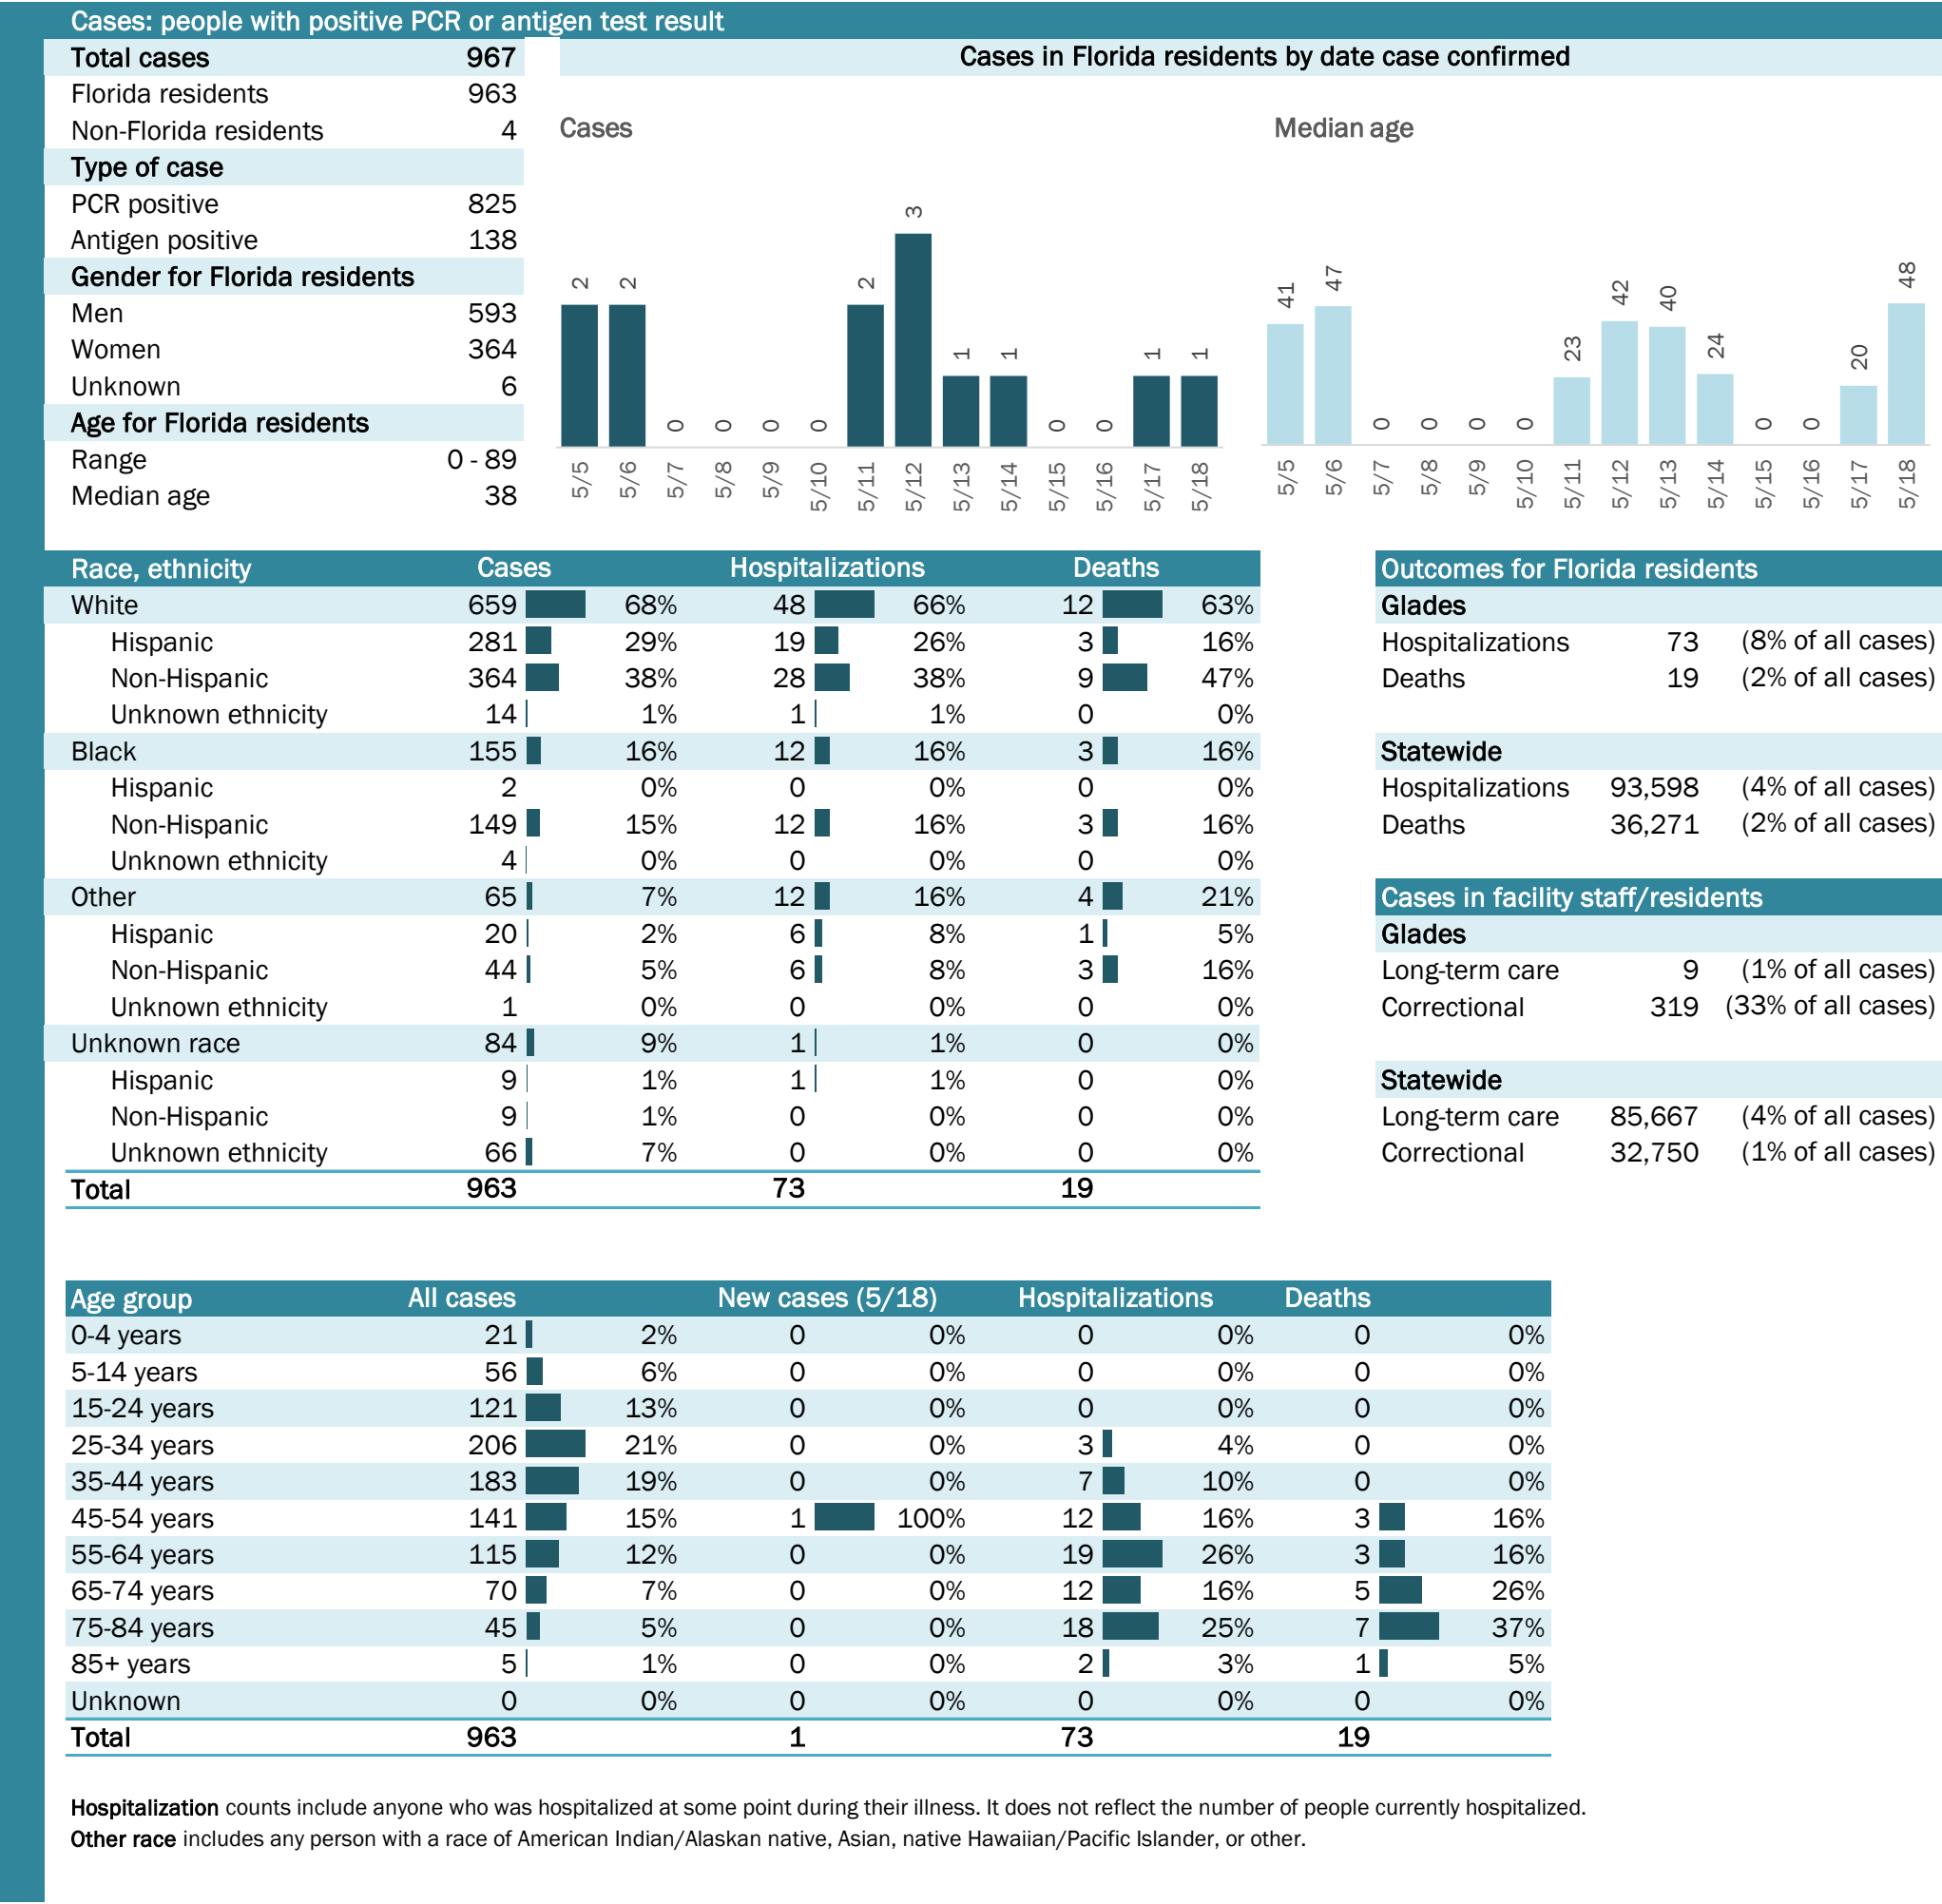 Cases: people with positive PCR or antigen test result
Total cases 967
Florida residents 963
Non-Florida residents 4
Type of case
PCR positive 825
Antigen positive 138
Gender for Florida residents
Men 593
Women 364
Unknown 6
Age for Florida residents
Range 0 - 89
Median age 38
Cases in Florida residents by date case confirmed
Cases
2 2 0 0 0 0 2 3 1 1 0 0 1 1
5/5 5/6 5/7 5/8 5/9 5/10 5/11 5/12 5/13 5/14 5/15 5/16 5/17 5/18
Median age
41 47 0 0 0 0 23 42 40 24 0 0 20 48
5/5 5/6 5/7 5/8 5/9 5/10 5/11 5/12 5/13 5/14 5/15 5/16 5/17 5/18
Race, ethnicity Cases Hospitalizations Deaths
White 659 68% 48 66% 12 63%
Hispanic 281 29% 19 26% 3 16%
Non-Hispanic 364 38% 28 38% 9 47%
Unknown ethnicity 14 1% 1 1% 0 0%
Black 155 16% 12 16% 3 16%
Hispanic 2 0% 0 0% 0 0%
Non-Hispanic 149 15% 12 16% 3 16%
Unknown ethnicity 4 0% 0 0% 0 0%
Other 65 7% 12 16% 4 21%
Hispanic 20 2% 6 8% 1 5%
Non-Hispanic 44 5% 6 8% 3 16%
Unknown ethnicity 1 0% 0 0% 0 0%
Unknown race 84 9% 1 1% 0 0%
Hispanic 9 1% 1 1% 0 0%
Non-Hispanic 9 1% 0 0% 0 0%
Unknown ethnicity 66 7% 0 0% 0 0%
Total 963 73 19
Outcomes for Florida residents
Glades
Hospitalizations 73 (8% of all cases)
Deaths 19 (2% of all cases)
Statewide
Hospitalizations 93,598 (4% of all cases)
Deaths 36,271 (2% of all cases)
Cases in facility staff/residents
Glades
Long-term care 9 (1% of all cases)
Correctional 319 (33% of all cases)
Statewide
Long-term care 85,667 (4% of all cases)
Correctional 32,750 (1% of all cases)
Age group All cases New cases (5/18) Hospitalizations Deaths
0-4 years 21 2% 0 0% 0 0% 0 0%
5-14 years 56 6% 0 0% 0 0% 0 0%
15-24 years 121 13% 0 0% 0 0% 0 0%
25-34 years 206 21% 0 0% 3 4% 0 0%
35-44 years 183 19% 0 0% 7 10% 0 0%
45-54 years 141 15% 1 100% 12 16% 3 16%
55-64 years 115 12% 0 0% 19 26% 3 16%
65-74 years 70 7% 0 0% 12 16% 5 26%
75-84 years 45 5% 0 0% 18 25% 7 37%
85+ years 5 1% 0 0% 2 3% 1 5%
Unknown 0 0% 0 0% 0 0% 0 0%
Total 963 1 73 19
Hospitalization counts include anyone who was hospitalized at some point during their illness. It does not reflect the number of people currently hospitalized.
Other race includes any person with a race of American Indian/Alaskan native, Asian, native Hawaiian/Pacific Islander, or other.